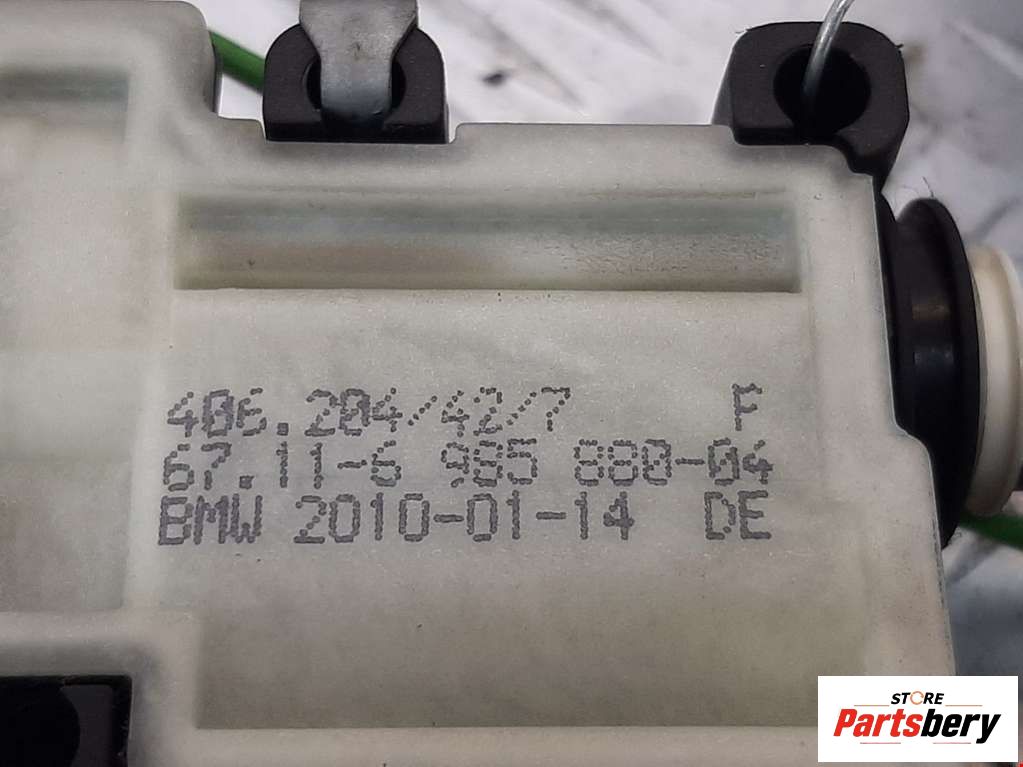 406.204/42/7 F
67.11-6 985 880-04
BMW 2010-01-14 DE
STORE
Partsbery